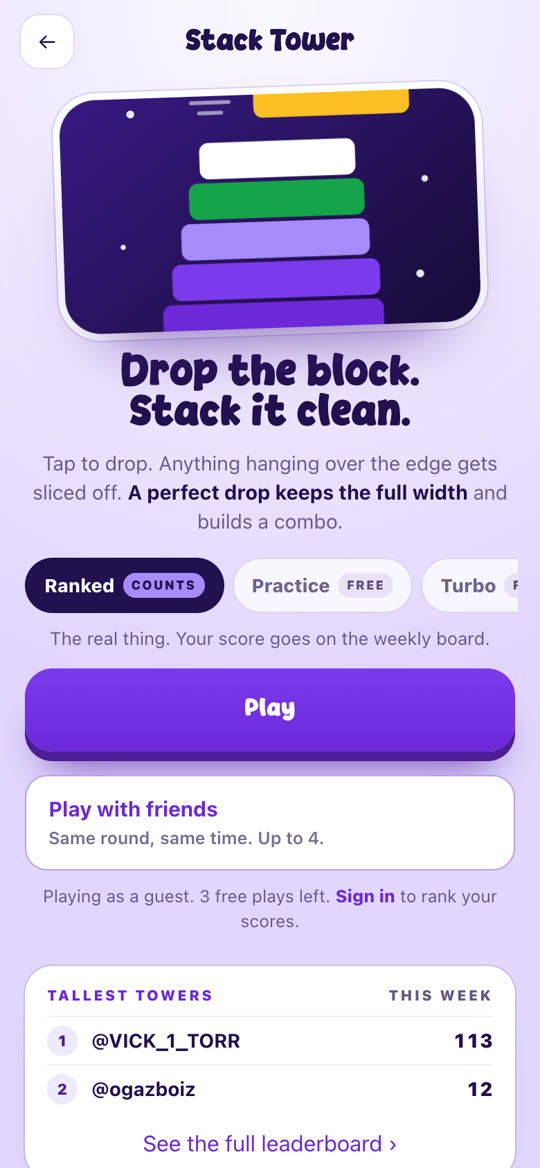 ←
Stack Tower
Drop the block.
Stack it clean.
Tap to drop. Anything hanging over the edge gets
sliced off. A perfect drop keeps the full width and
builds a combo.
Ranked COUNTS Practice FREE Turbo
The real thing. Your score goes on the weekly board.
Play
Play with friends
Same round, same time. Up to 4.
Playing as a guest. 3 free plays left. Sign in to rank your
scores.
TALLEST TOWERS THIS WEEK
1 @VICK_1_TORR 113
2 @ogazboiz 12
See the full leaderboard ›